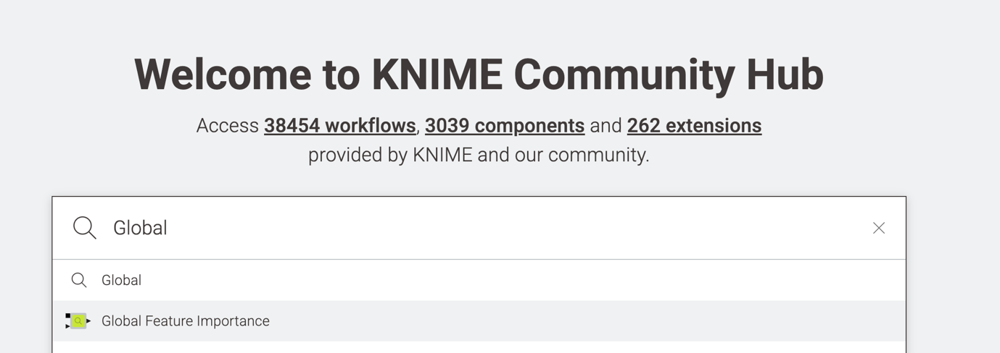 Welcome to KNIME Community Hub
Access 38454 workflows, 3039 components and 262 extensions
provided by KNIME and our community.
Global
Global
Global Feature Importance